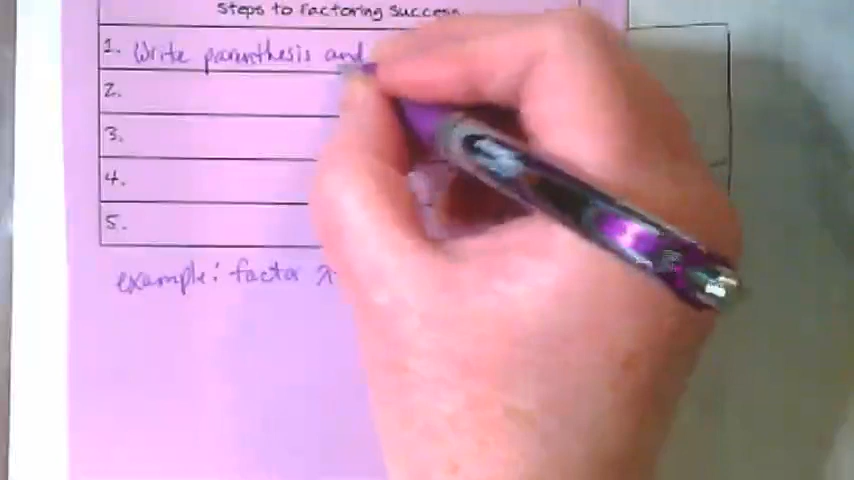 Steps to Factoring Success
1. Write parenthesis and
2.
3.
4.
5.
example: factor x